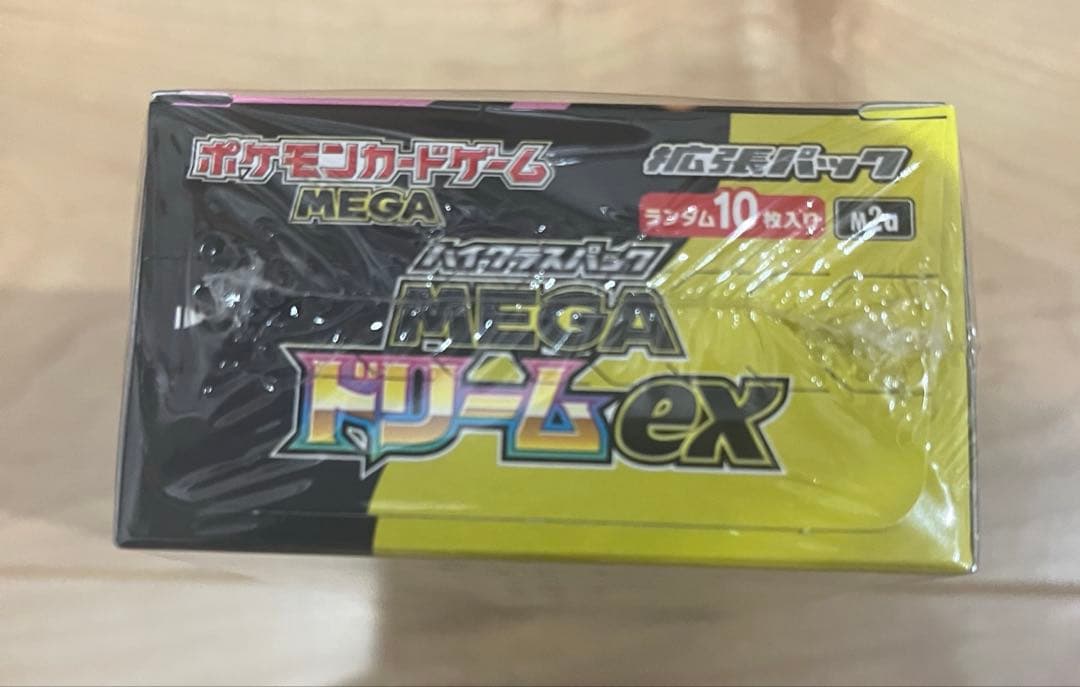 ポケモンカードゲーム
MEGA
拡張パック
ランダム10枚入り
M2a
ハイクラスパック
MEGA
ドリームex